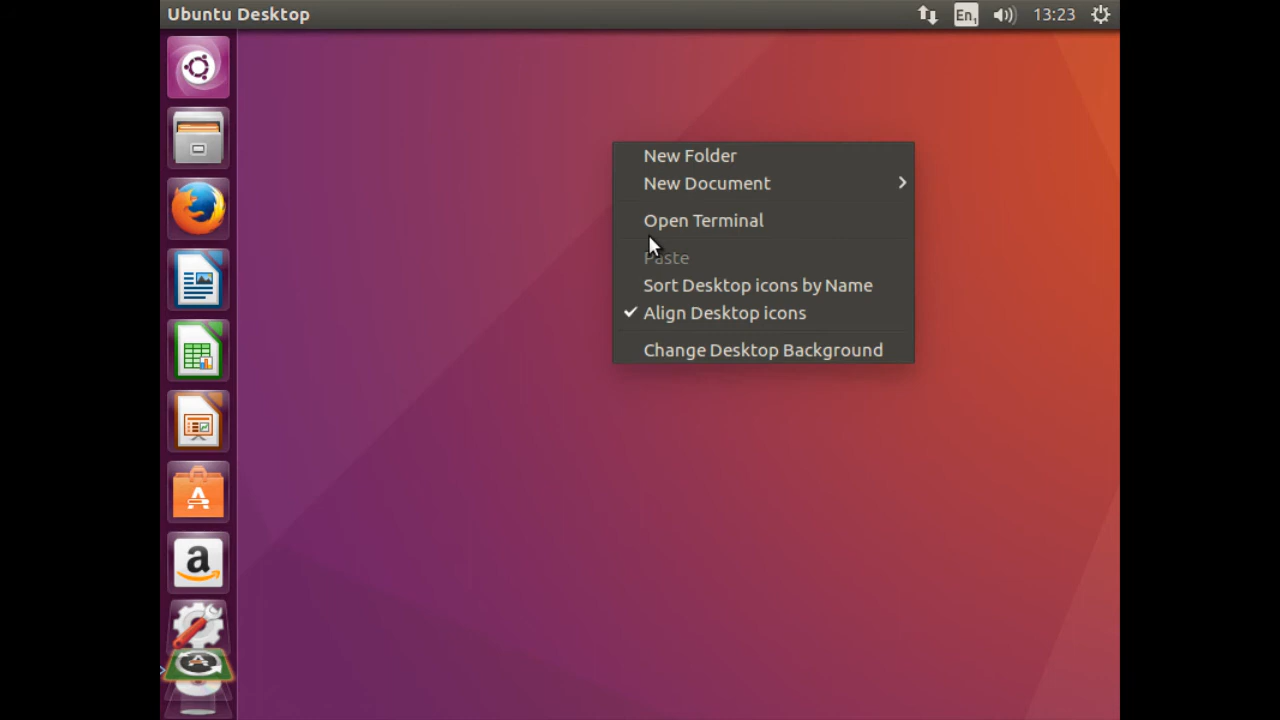 Ubuntu Desktop
En1
13:23
New Folder
New Document
Open Terminal
Paste
Sort Desktop icons by Name
Align Desktop icons
Change Desktop Background